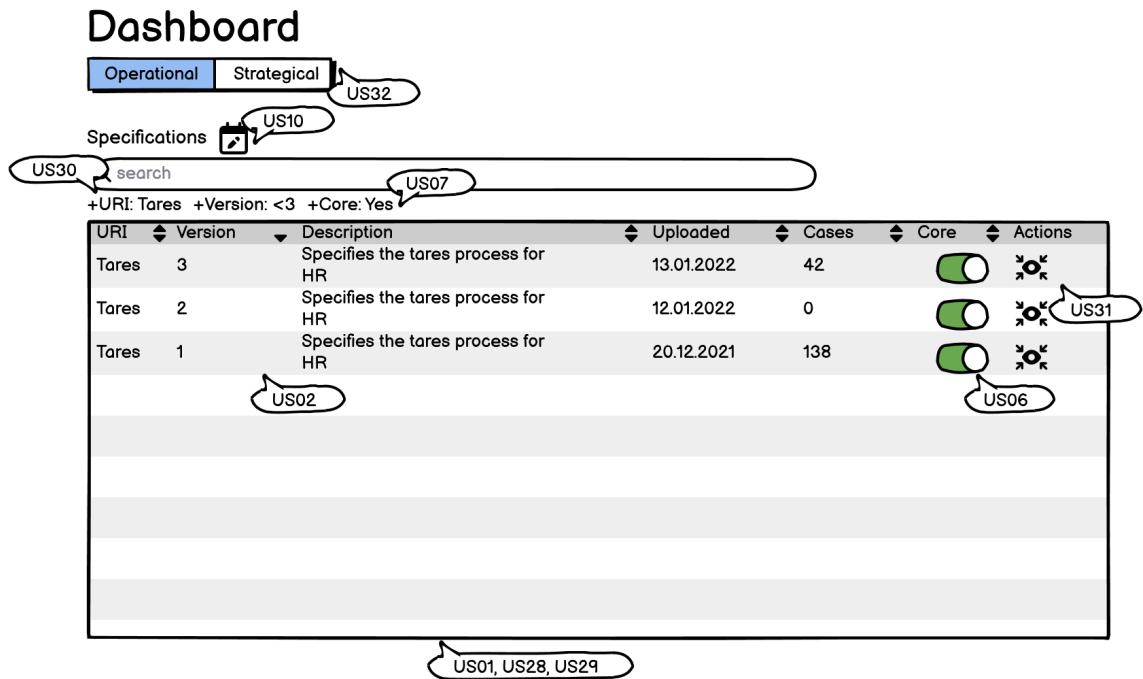 Dashboard
Operational Strategical
US32
US10
Specifications
US30 search
US07
+URI: Tares +Version: <3 +Core: Yes
URI Version Description Uploaded Cases Core Actions
Tares 3 Specifies the tares process for HR 13.01.2022 42
Tares 2 Specifies the tares process for HR 12.01.2022 0
US31
Tares 1 Specifies the tares process for HR 20.12.2021 138
US02 US06
US01, US28, US29